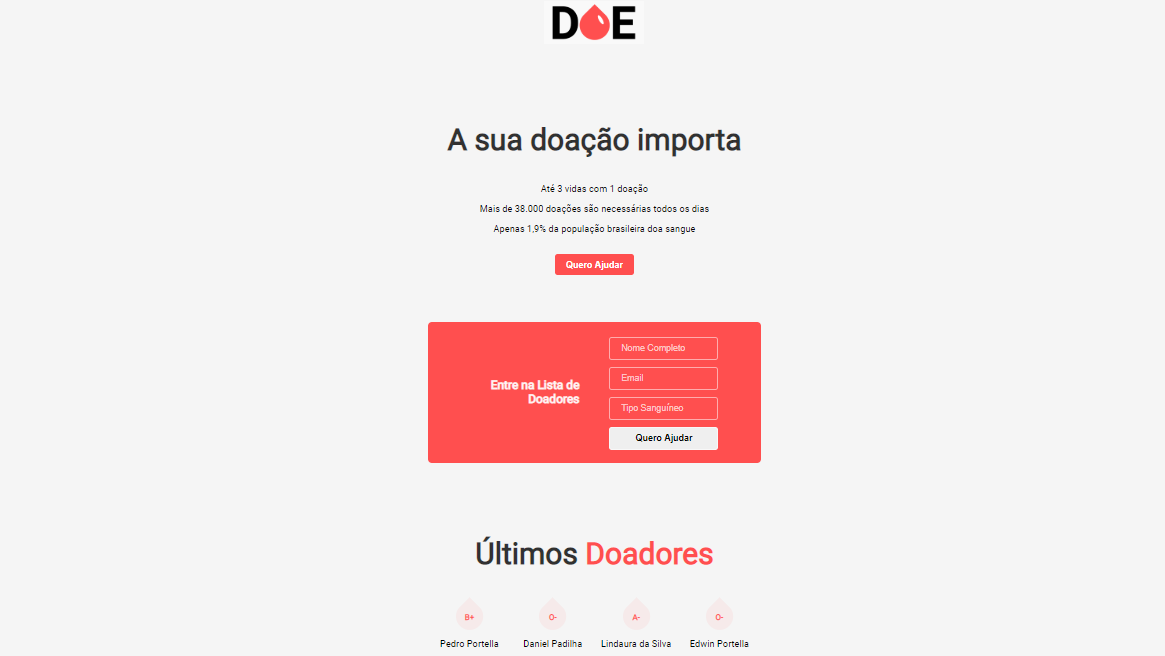 DOE
A sua doação importa
Até 3 vidas com 1 doação
Mais de 38.000 doações são necessárias todos os dias
Apenas 1,9% da população brasileira doa sangue
Quero Ajudar
Entre na Lista de
Doadores
Nome Completo
Email
Tipo Sanguíneo
Quero Ajudar
Últimos Doadores
B+ O- A- O-
Pedro Portella Daniel Padilha Lindaura da Silva Edwin Portella